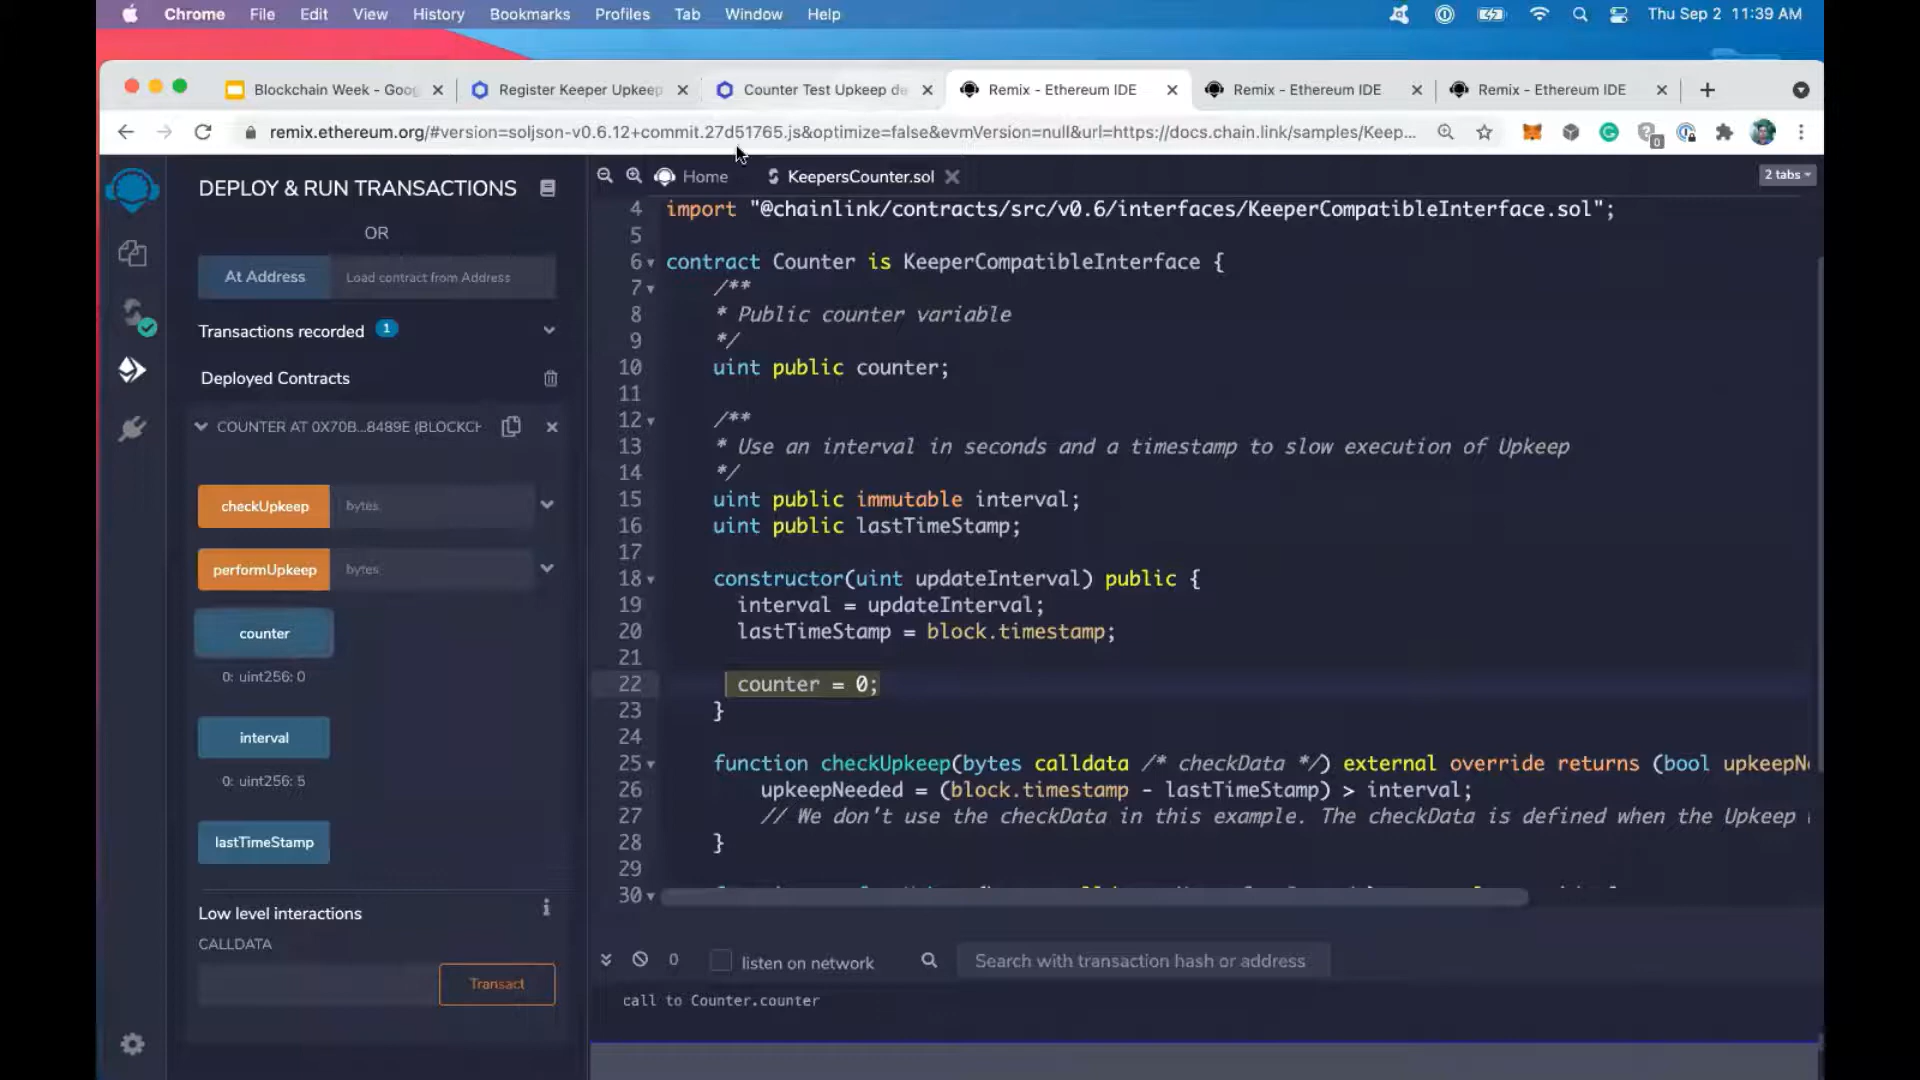 Chrome File Edit View History Bookmarks Profiles Tab Window Help Thu Sep 2 11:39 AM
Blockchain Week - Goo Register Keeper Upkeep Counter Test Upkeep de Remix - Ethereum IDE Remix - Ethereum IDE Remix - Ethereum IDE
remix.ethereum.org/#version=soljson-v0.6.12+commit.27d51765.js&optimize=false&evmVersion=null&url=https://docs.chain.link/samples/Keep...
0
DEPLOY & RUN TRANSACTIONS
OR
At Address Load contract from Address
Transactions recorded 1
Deployed Contracts
COUNTER AT 0X70B...8489E (BLOCKCH
checkUpkeep bytes
performUpkeep bytes
counter
0: uint256: 0
interval
0: uint256: 5
lastTimeStamp
Low level interactions
CALLDATA
Transact
Home KeepersCounter.sol 2 tabs
4 import "@chainlink/contracts/src/v0.6/interfaces/KeeperCompatibleInterface.sol";
5
6 contract Counter is KeeperCompatibleInterface {
7 /**
8 * Public counter variable
9 */
10 uint public counter;
11
12 /**
13 * Use an interval in seconds and a timestamp to slow execution of Upkeep
14 */
15 uint public immutable interval;
16 uint public lastTimeStamp;
17
18 constructor(uint updateInterval) public {
19 interval = updateInterval;
20 lastTimeStamp = block.timestamp;
21
22 counter = 0;
23 }
24
25 function checkUpkeep(bytes calldata /* checkData */) external override returns (bool upkeepN
26 upkeepNeeded = (block.timestamp - lastTimeStamp) > interval;
27 // We don't use the checkData in this example. The checkData is defined when the Upkeep
28 }
29
30
0 listen on network Search with transaction hash or address
call to Counter.counter